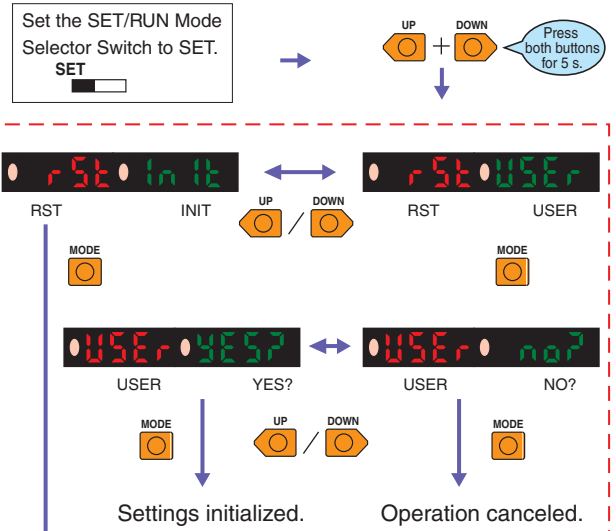 Set the SET/RUN Mode
Selector Switch to SET.
SET
UP
DOWN
+
Press
both buttons
for 5 s.
rSt InIt
rSt USEr
RST INIT
UP / DOWN
RST USER
MODE
MODE
USEr YES?
USEr no?
USER YES?
USER NO?
MODE
UP / DOWN
MODE
Settings initialized.
Operation canceled.